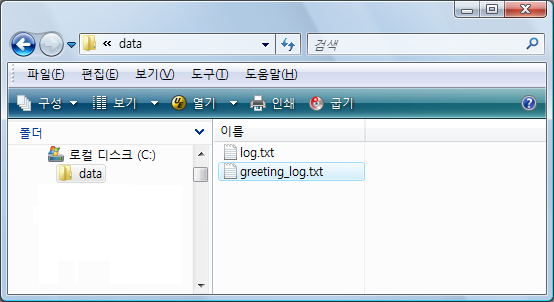 « data
검색
파일(F) 편집(E) 보기(V) 도구(T) 도움말(H)
구성 보기 열기 인쇄 굽기
폴더
이름
로컬 디스크 (C:)
data
log.txt
greeting_log.txt